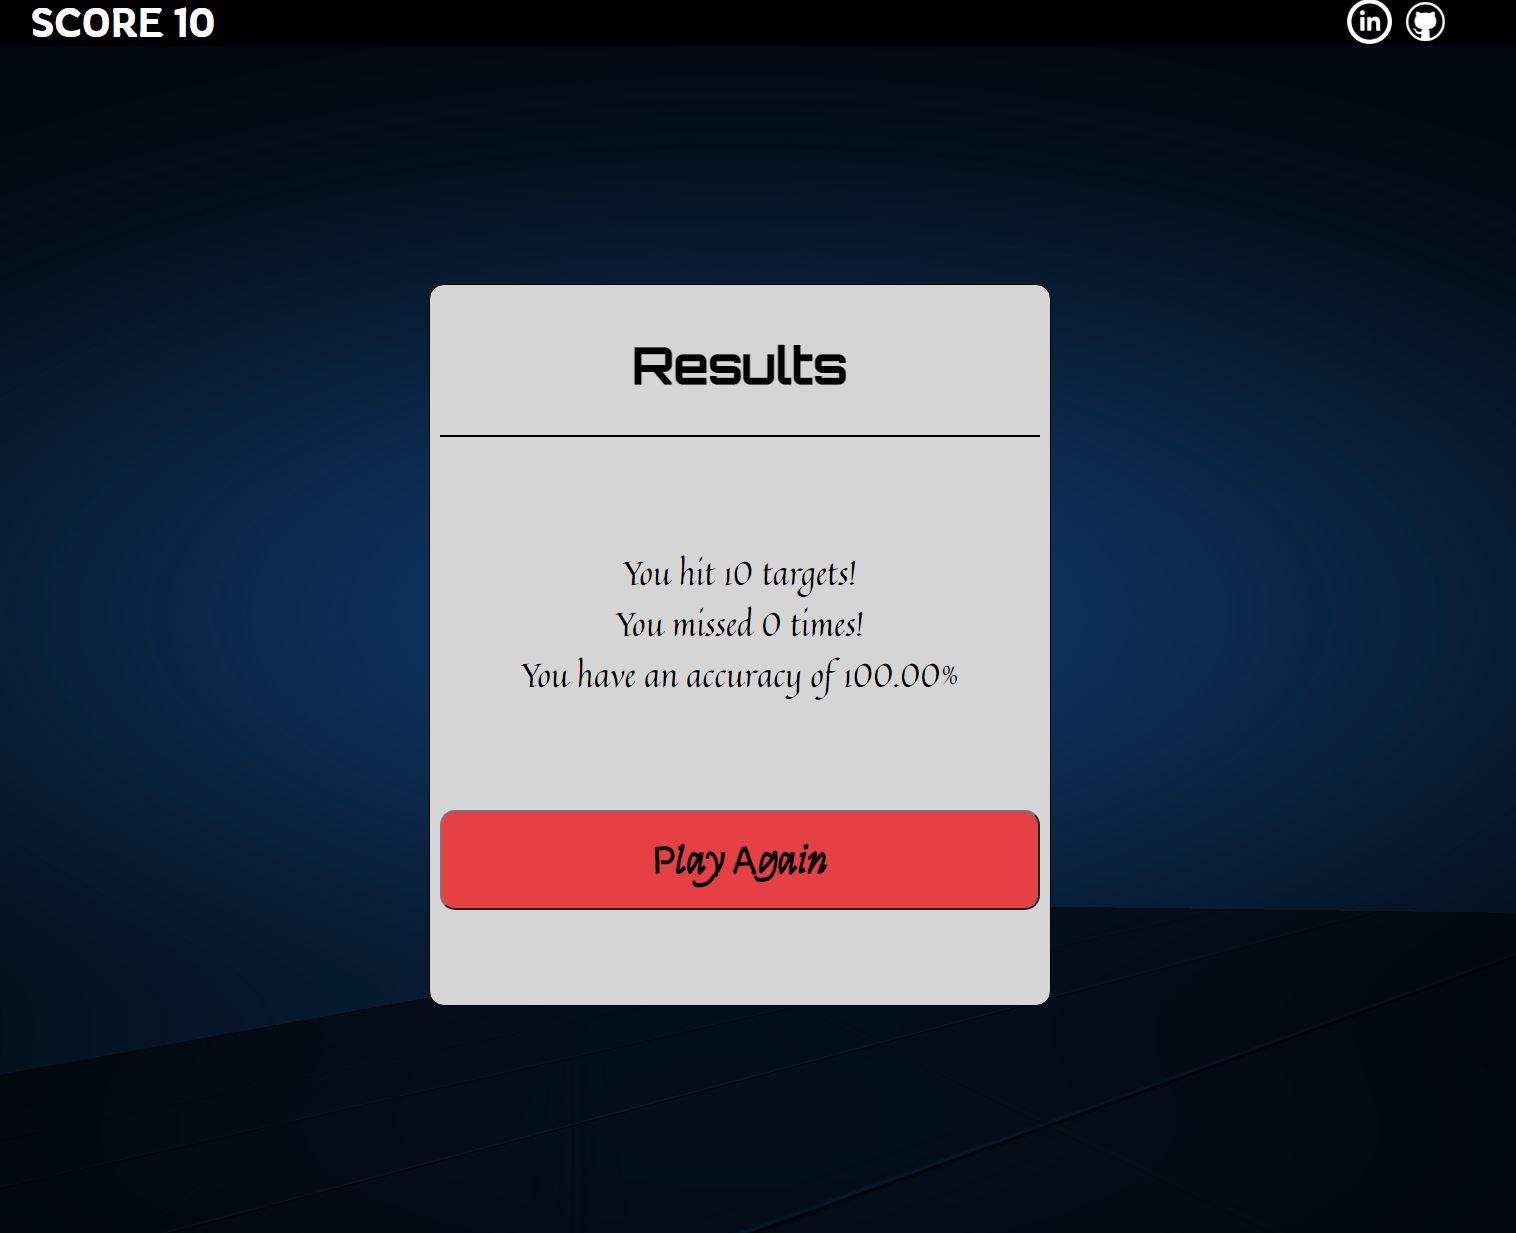 SCORE 10
in
Results
You hit 10 targets!
You missed 0 times!
You have an accuracy of 100.00%
Play Again